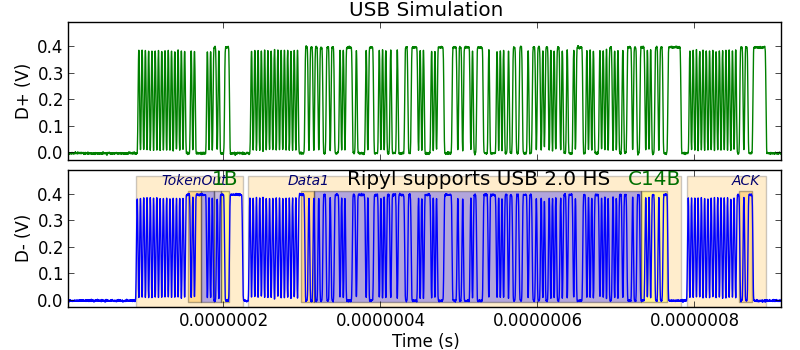 USB Simulation
0.4
0.3
0.2
0.1
0.0
D+ (V)
TokenOut 1B Data1 Ripyl supports USB 2.0 HS C14B ACK
0.4
0.3
0.2
0.1
0.0
D- (V)
0.0000002 0.0000004 0.0000006 0.0000008
Time (s)